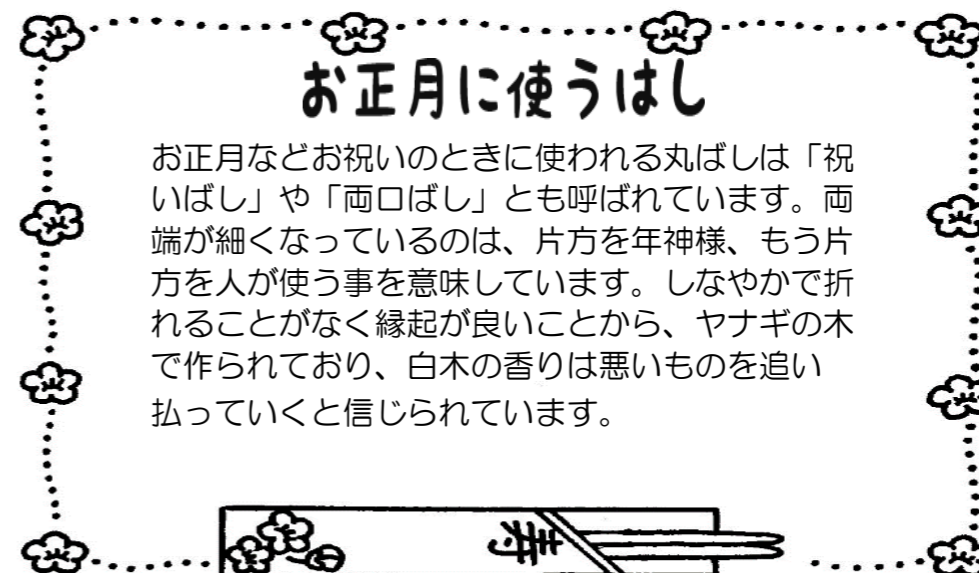 お正月に使うはし
お正月などお祝いのときに使われる丸ばしは「祝
いばし」や「両口ばし」とも呼ばれています。両
端が細くなっているのは、片方を年神様、もう片
方を人が使う事を意味しています。しなやかで折
れることがなく縁起が良いことから、ヤナギの木
で作られており、白木の香りは悪いものを追い
払っていくと信じられています。
寿